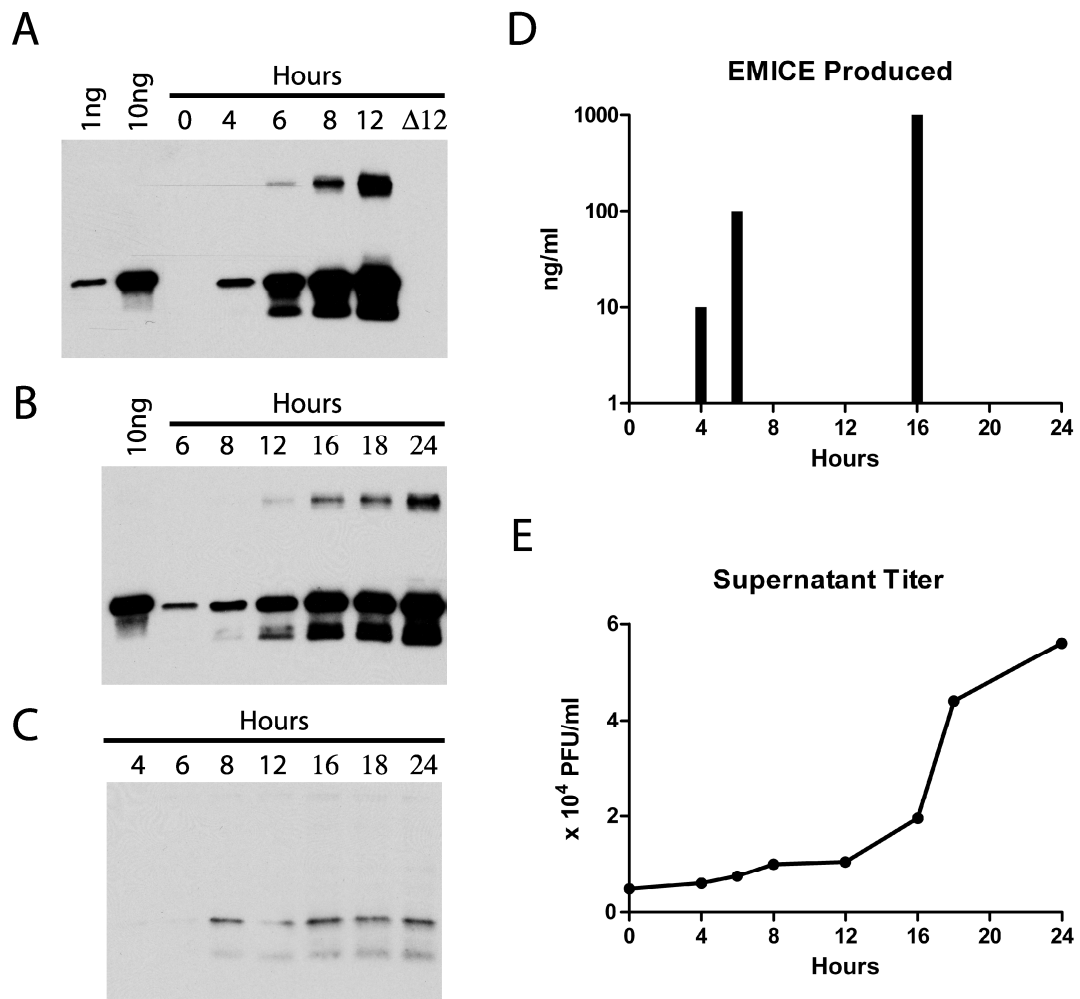 A
1ng 10ng
Hours
0 4 6 8 12 Δ12
B
10ng
Hours
6 8 12 16 18 24
C
Hours
4 6 8 12 16 18 24
D
EMICE Produced
1000
100
10
1
ng/ml
0 4 8 12 16 20 24
Hours
E
Supernatant Titer
6
4
2
0
x 10⁴ PFU/ml
0 4 8 12 16 20 24
Hours